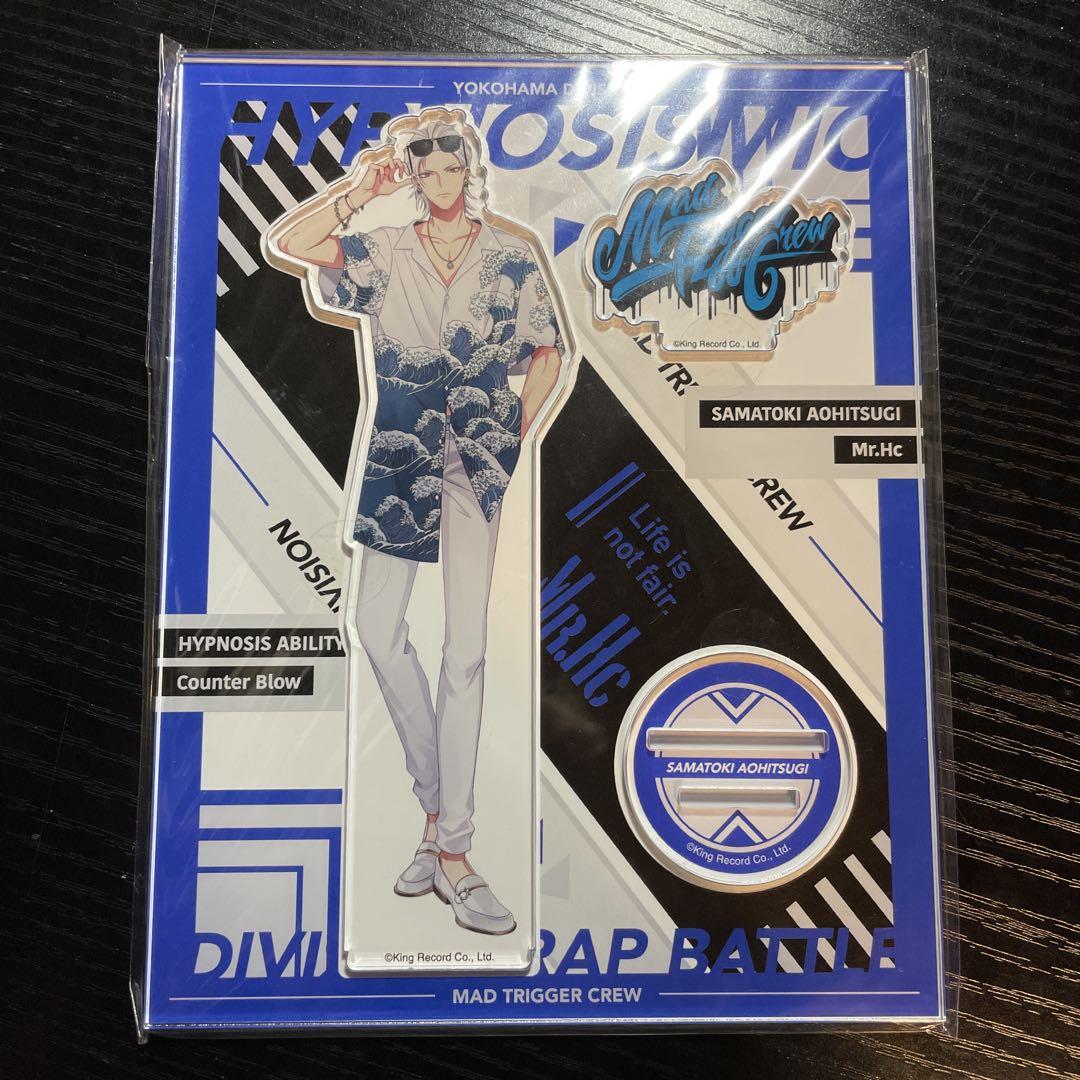 YOKOHAMA
HYPNOSISMIC
Mad
Trigger Crew
©King Record Co., Ltd.
SAMATOKI AOHITSUGI
Mr.Hc
CREW
Life is
not fair.
MR.HC
HYPNOSIS ABILITY
Counter Blow
SAMATOKI AOHITSUGI
©King Record Co., Ltd.
RAP BATTLE
©King Record Co., Ltd.
MAD TRIGGER CREW